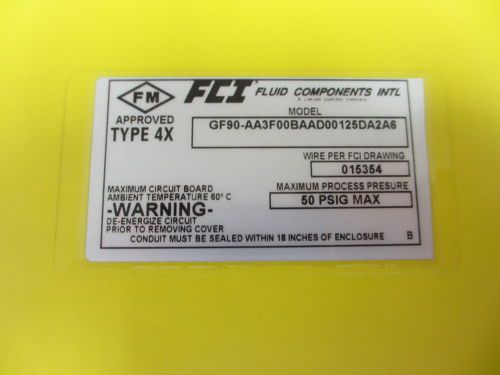 FM
APPROVED
TYPE 4X
FCI FLUID COMPONENTS INTL
MODEL
GF90-AA3F00BAAD00125DA2A6
WIRE PER FCI DRAWING
015354
MAXIMUM CIRCUIT BOARD
AMBIENT TEMPERATURE 60° C
MAXIMUM PROCESS PRESURE
50 PSIG MAX
-WARNING-
DE-ENERGIZE CIRCUIT
PRIOR TO REMOVING COVER
CONDUIT MUST BE SEALED WITHIN 18 INCHES OF ENCLOSURE B